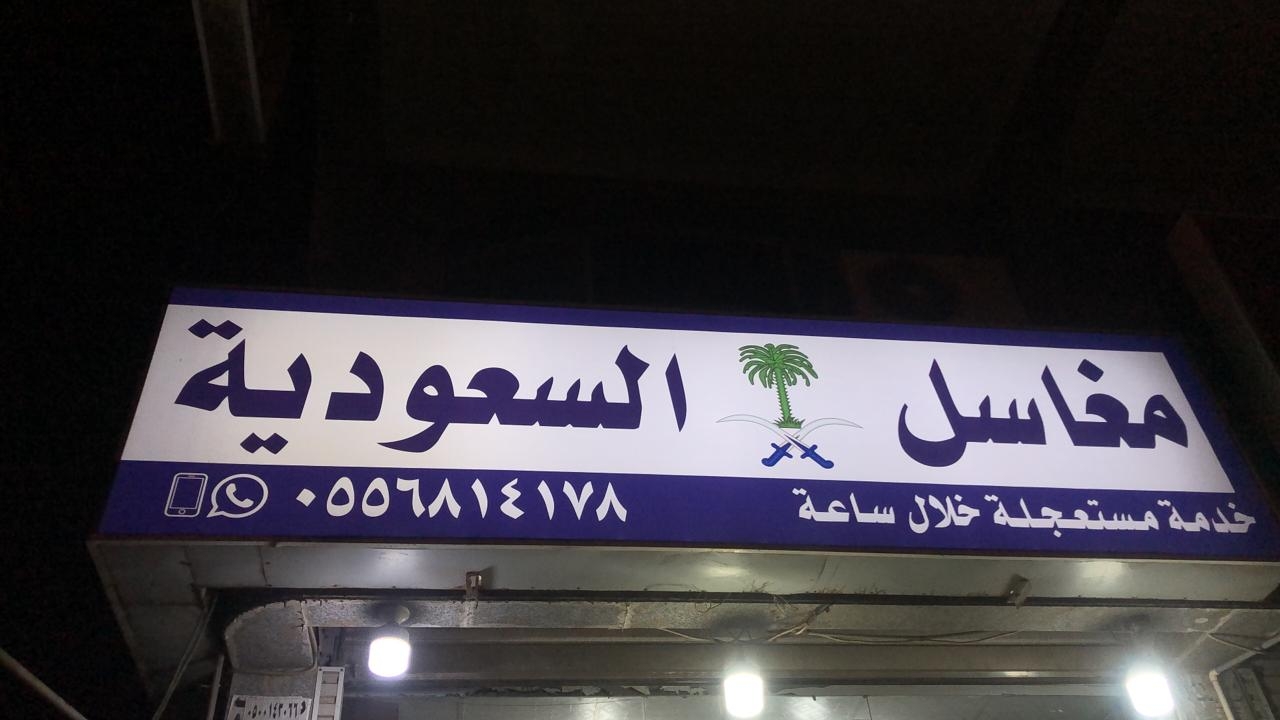 مغاسل السعودية
خدمة مستعجلة خلال ساعة ٠٥٥٦٨١٤١٧٨